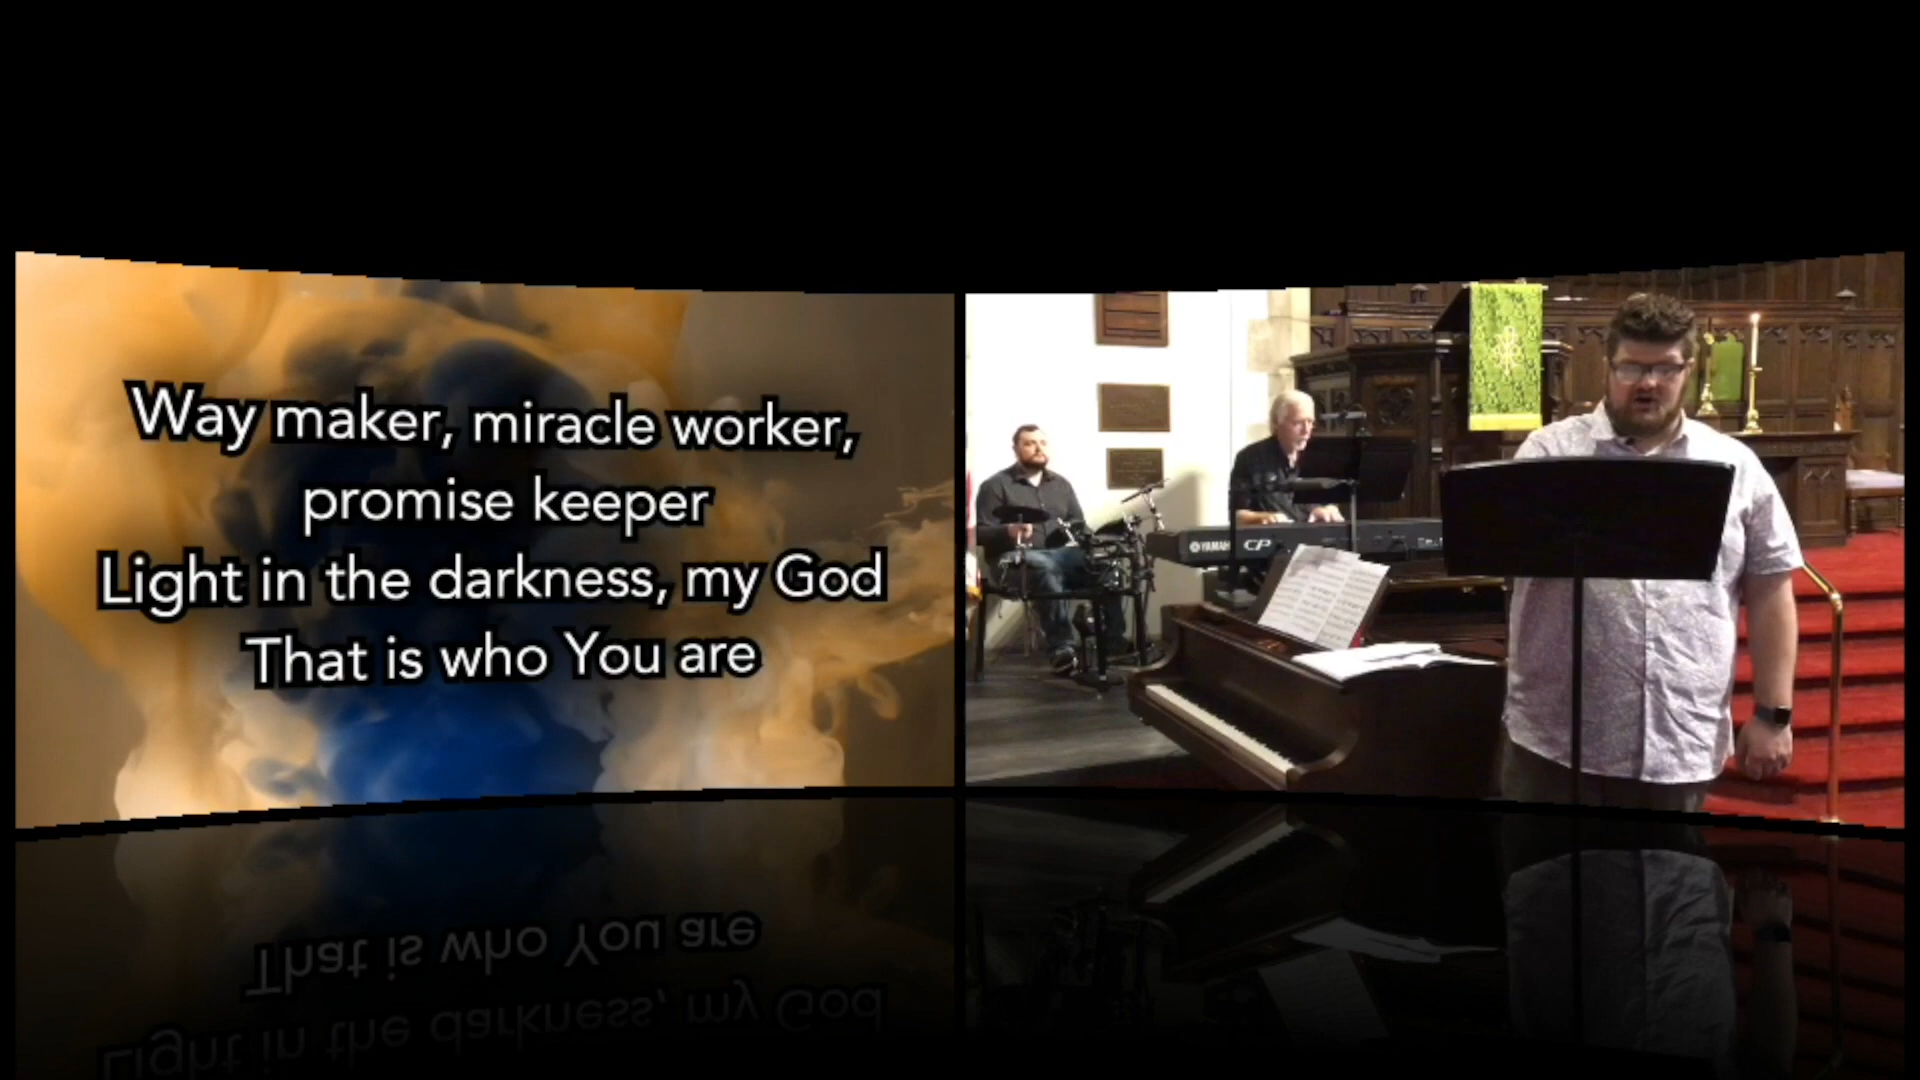 Way maker, miracle worker,
promise keeper
Light in the darkness, my God
That is who You are
YAMAHA CP